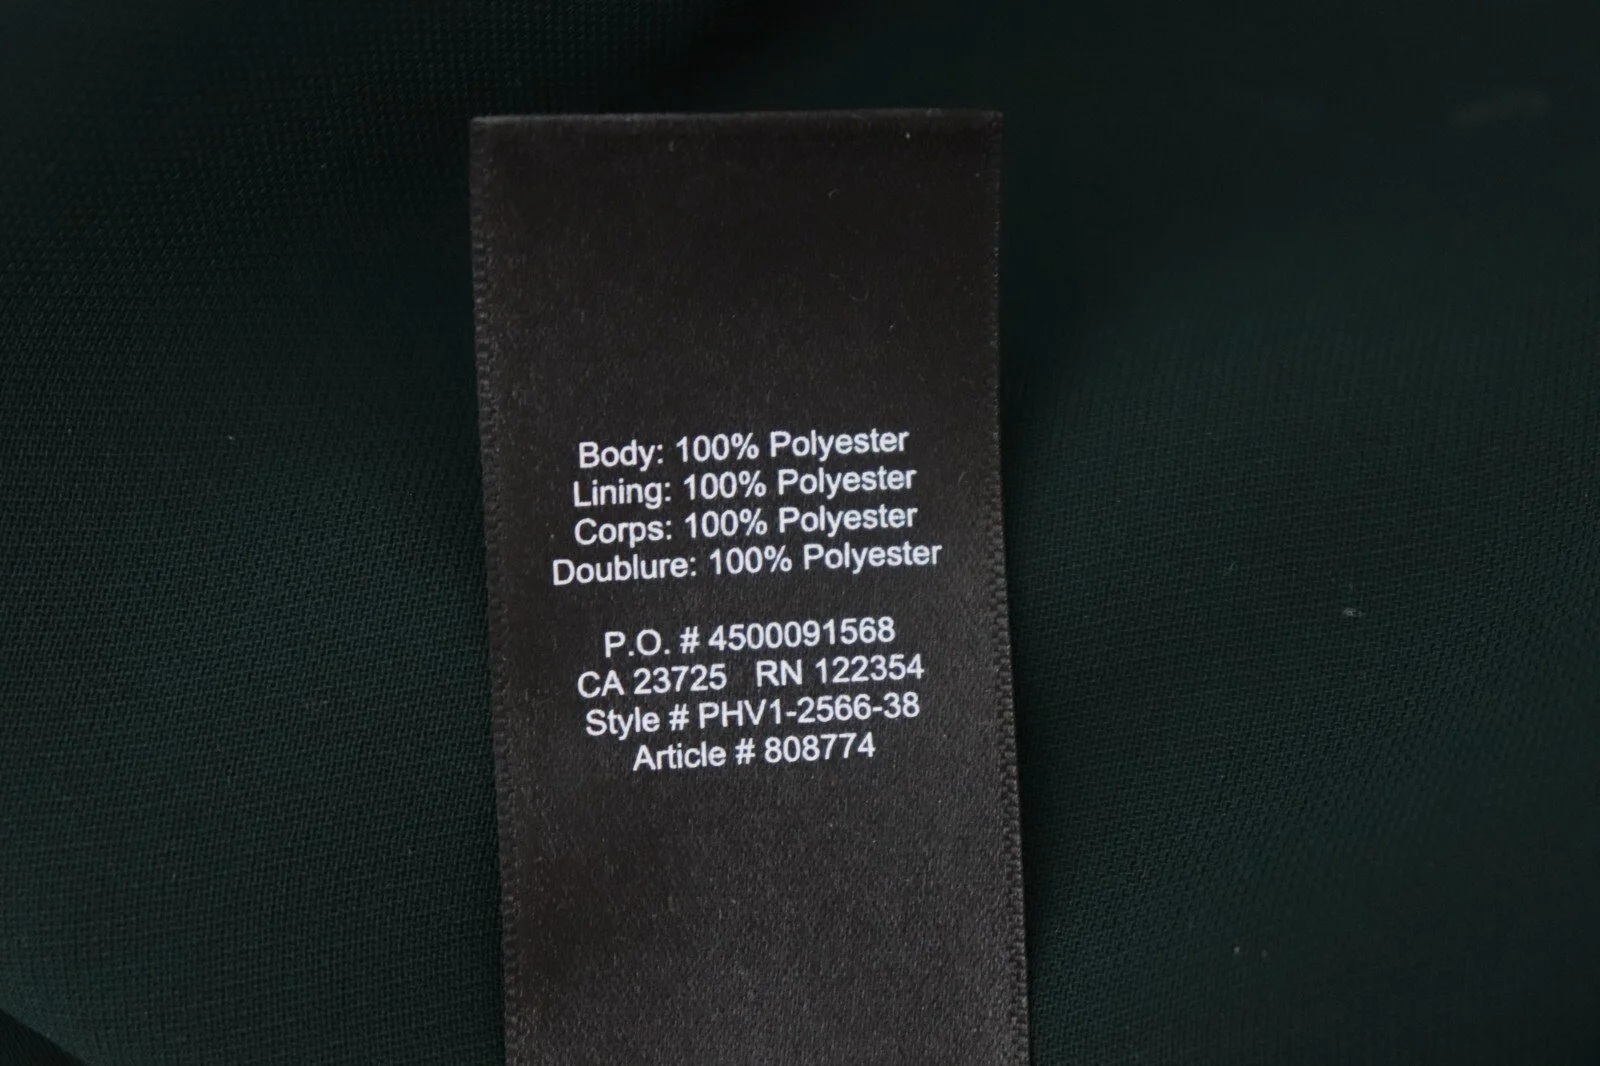 Body: 100% Polyester
Lining: 100% Polyester
Corps: 100% Polyester
Doublure: 100% Polyester
P.O. # 4500091568
CA 23725 RN 122354
Style # PHV1-2566-38
Article # 808774